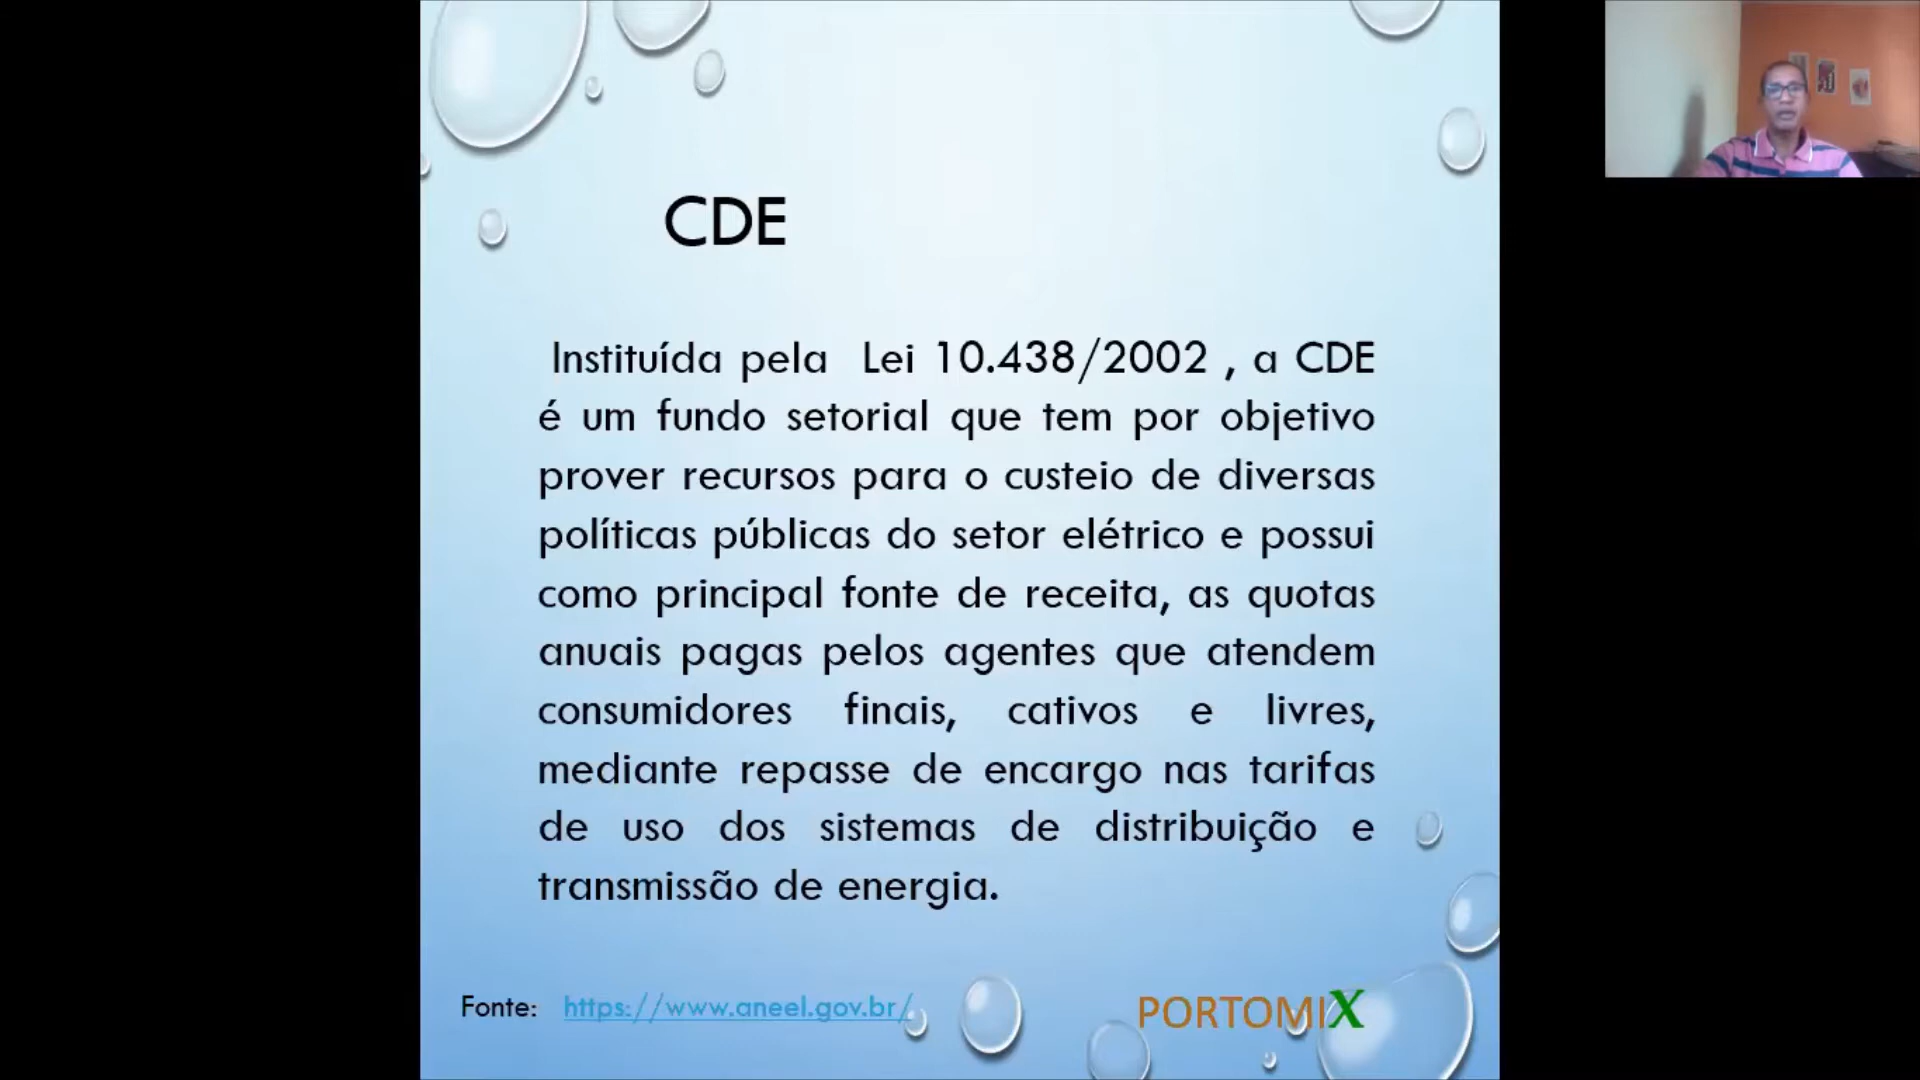 CDE
Instituída pela Lei 10.438/2002 , a CDE
é um fundo setorial que tem por objetivo
prover recursos para o custeio de diversas
políticas públicas do setor elétrico e possui
como principal fonte de receita, as quotas
anuais pagas pelos agentes que atendem
consumidores finais, cativos e livres,
mediante repasse de encargo nas tarifas
de uso dos sistemas de distribuição e
transmissão de energia.
Fonte: https://www.aneel.gov.br/
PORTOMIX